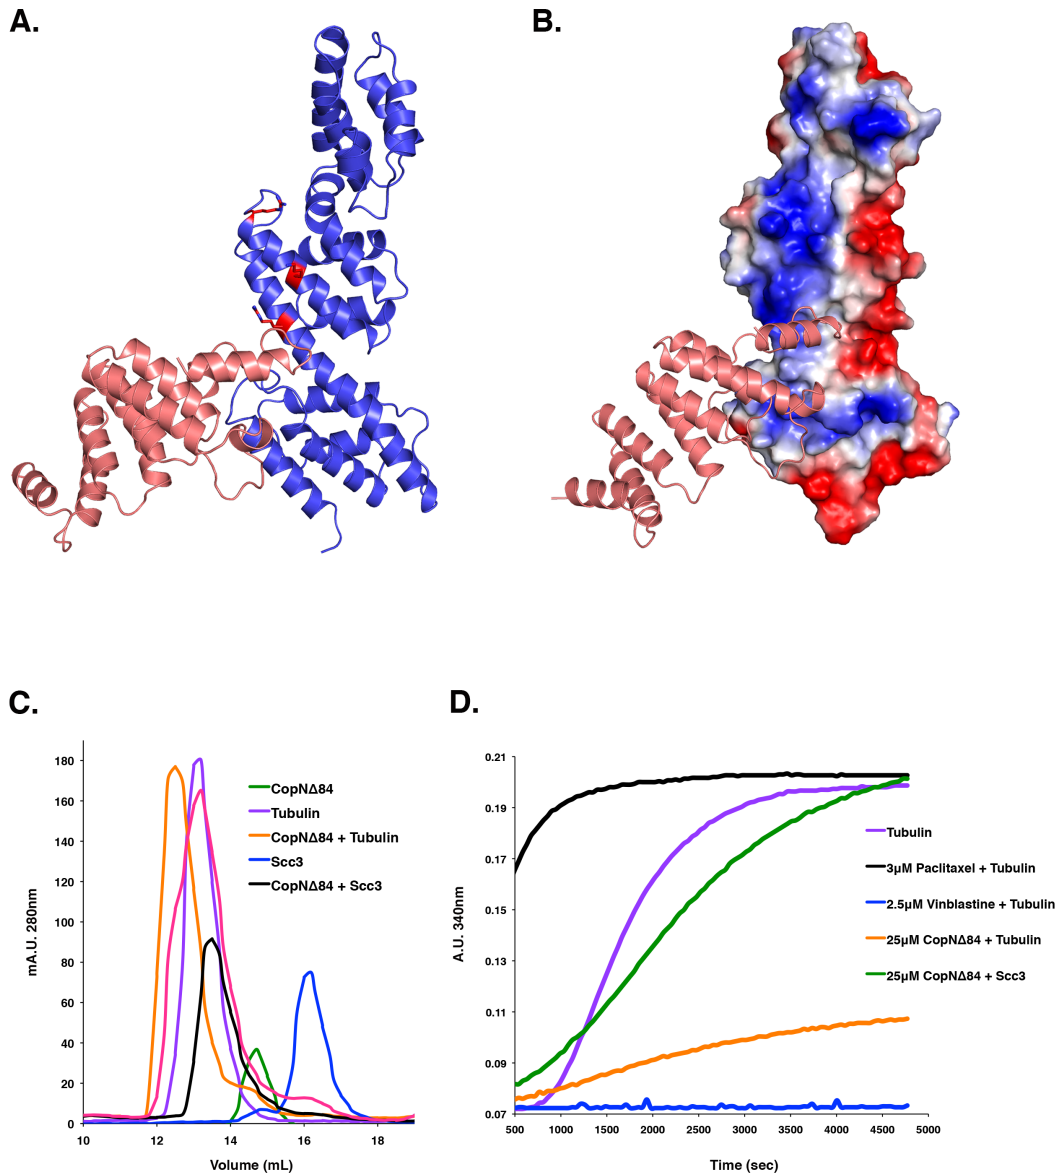 A.
B.
C.
180
160
140
120
100
80
60
40
20
0
10
12
14
16
18
mA.U. 280nm
Volume (mL)
CopNΔ84
Tubulin
CopNΔ84 + Tubulin
Scc3
CopNΔ84 + Scc3
D.
0.21
0.19
0.17
0.15
0.13
0.11
0.09
0.07
500
1000
1500
2000
2500
3000
3500
4000
4500
5000
A.U. 340nm
Time (sec)
Tubulin
3µM Paclitaxel + Tubulin
2.5µM Vinblastine + Tubulin
25µM CopNΔ84 + Tubulin
25µM CopNΔ84 + Scc3